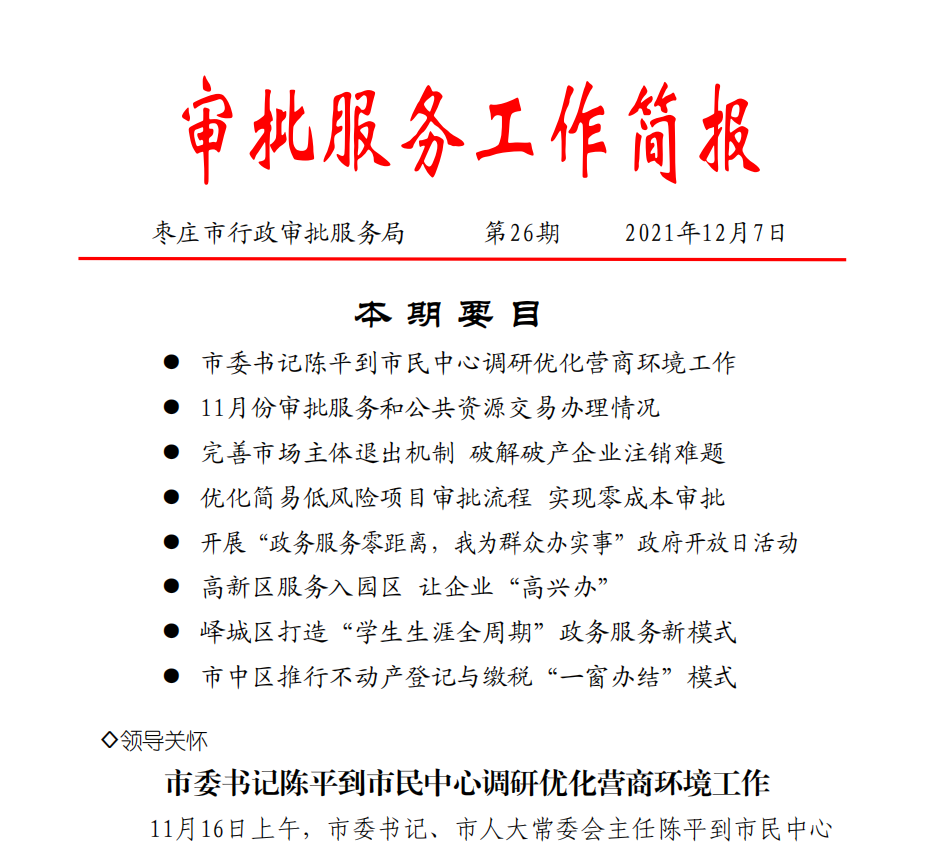 审批服务工作简报
枣庄市行政审批服务局 第26期 2021年12月7日
本期要目
● 市委书记陈平到市民中心调研优化营商环境工作
● 11月份审批服务和公共资源交易办理情况
● 完善市场主体退出机制 破解破产企业注销难题
● 优化简易低风险项目审批流程 实现零成本审批
● 开展“政务服务零距离，我为群众办实事”政府开放日活动
● 高新区服务入园区 让企业“高兴办”
● 峄城区打造“学生生涯全周期”政务服务新模式
● 市中区推行不动产登记与缴税“一窗办结”模式
◇领导关怀
市委书记陈平到市民中心调研优化营商环境工作
11月16日上午，市委书记、市人大常委会主任陈平到市民中心